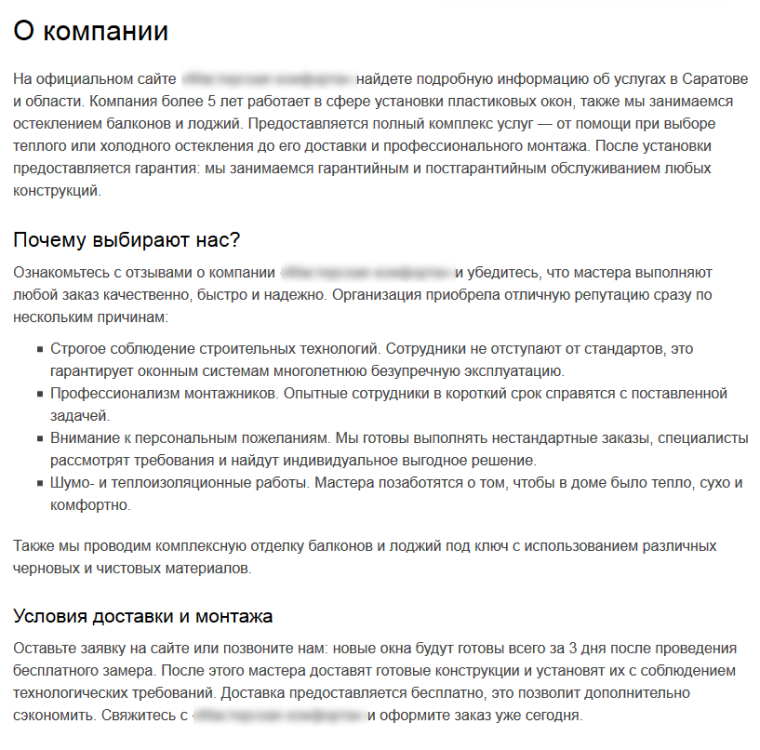 О компании
На официальном сайте найдете подробную информацию об услугах в Саратове
и области. Компания более 5 лет работает в сфере установки пластиковых окон, также мы занимаемся
остеклением балконов и лоджий. Предоставляется полный комплекс услуг — от помощи при выборе
теплого или холодного остекления до его доставки и профессионального монтажа. После установки
предоставляется гарантия: мы занимаемся гарантийным и постгарантийным обслуживанием любых
конструкций.
Почему выбирают нас?
Ознакомьтесь с отзывами о компании и убедитесь, что мастера выполняют
любой заказ качественно, быстро и надежно. Организация приобрела отличную репутацию сразу по
нескольким причинам:
▪ Строгое соблюдение строительных технологий. Сотрудники не отступают от стандартов, это
гарантирует оконным системам многолетнюю безупречную эксплуатацию.
▪ Профессионализм монтажников. Опытные сотрудники в короткий срок справятся с поставленной
задачей.
▪ Внимание к персональным пожеланиям. Мы готовы выполнять нестандартные заказы, специалисты
рассмотрят требования и найдут индивидуальное выгодное решение.
▪ Шумо- и теплоизоляционные работы. Мастера позаботятся о том, чтобы в доме было тепло, сухо и
комфортно.
Также мы проводим комплексную отделку балконов и лоджий под ключ с использованием различных
черновых и чистовых материалов.
Условия доставки и монтажа
Оставьте заявку на сайте или позвоните нам: новые окна будут готовы всего за 3 дня после проведения
бесплатного замера. После этого мастера доставят готовые конструкции и установят их с соблюдением
технологических требований. Доставка предоставляется бесплатно, это позволит дополнительно
сэкономить. Свяжитесь с и оформите заказ уже сегодня.